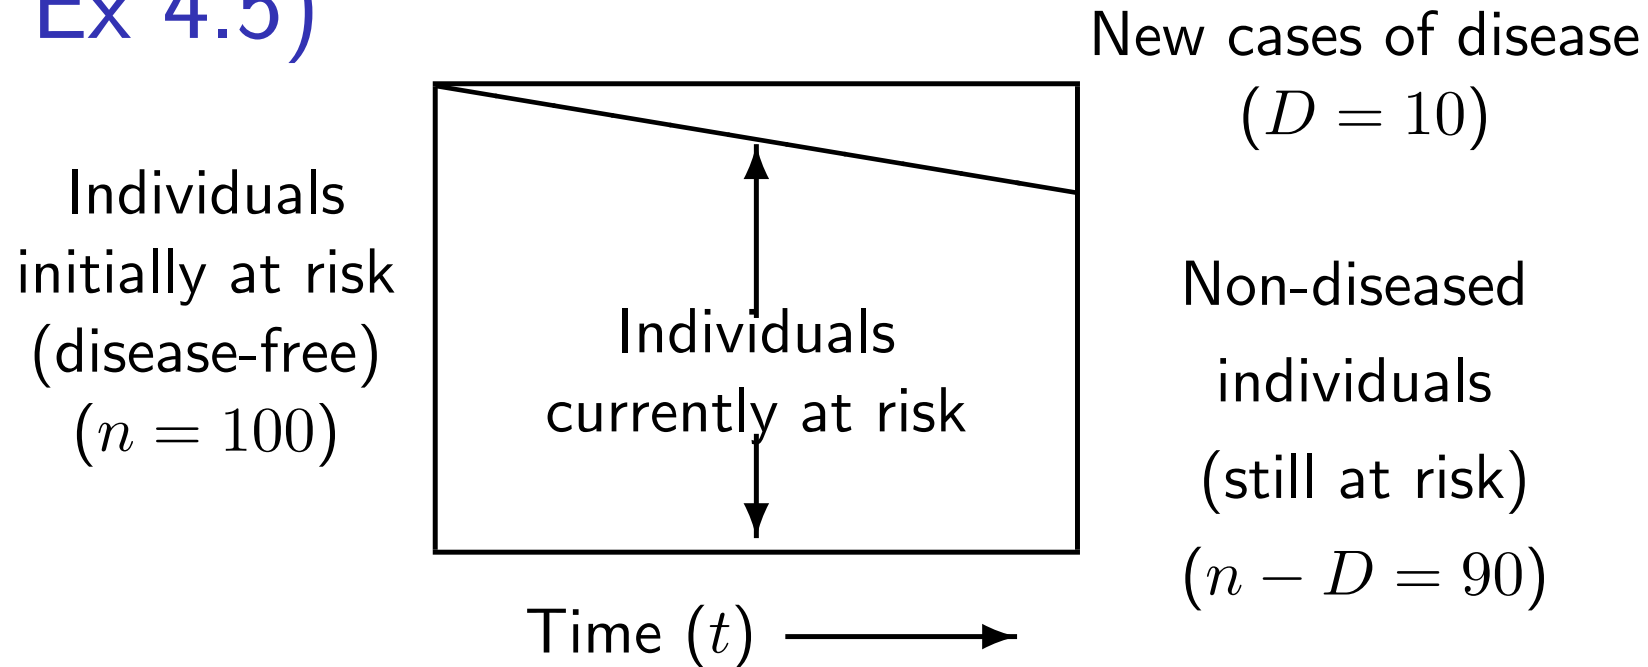 Ex 4.5)
New cases of disease
(D = 10)
Individuals
initially at risk
(disease-free)
(n = 100)
Individuals
currently at risk
Non-diseased
individuals
(still at risk)
(n − D = 90)
Time (t)